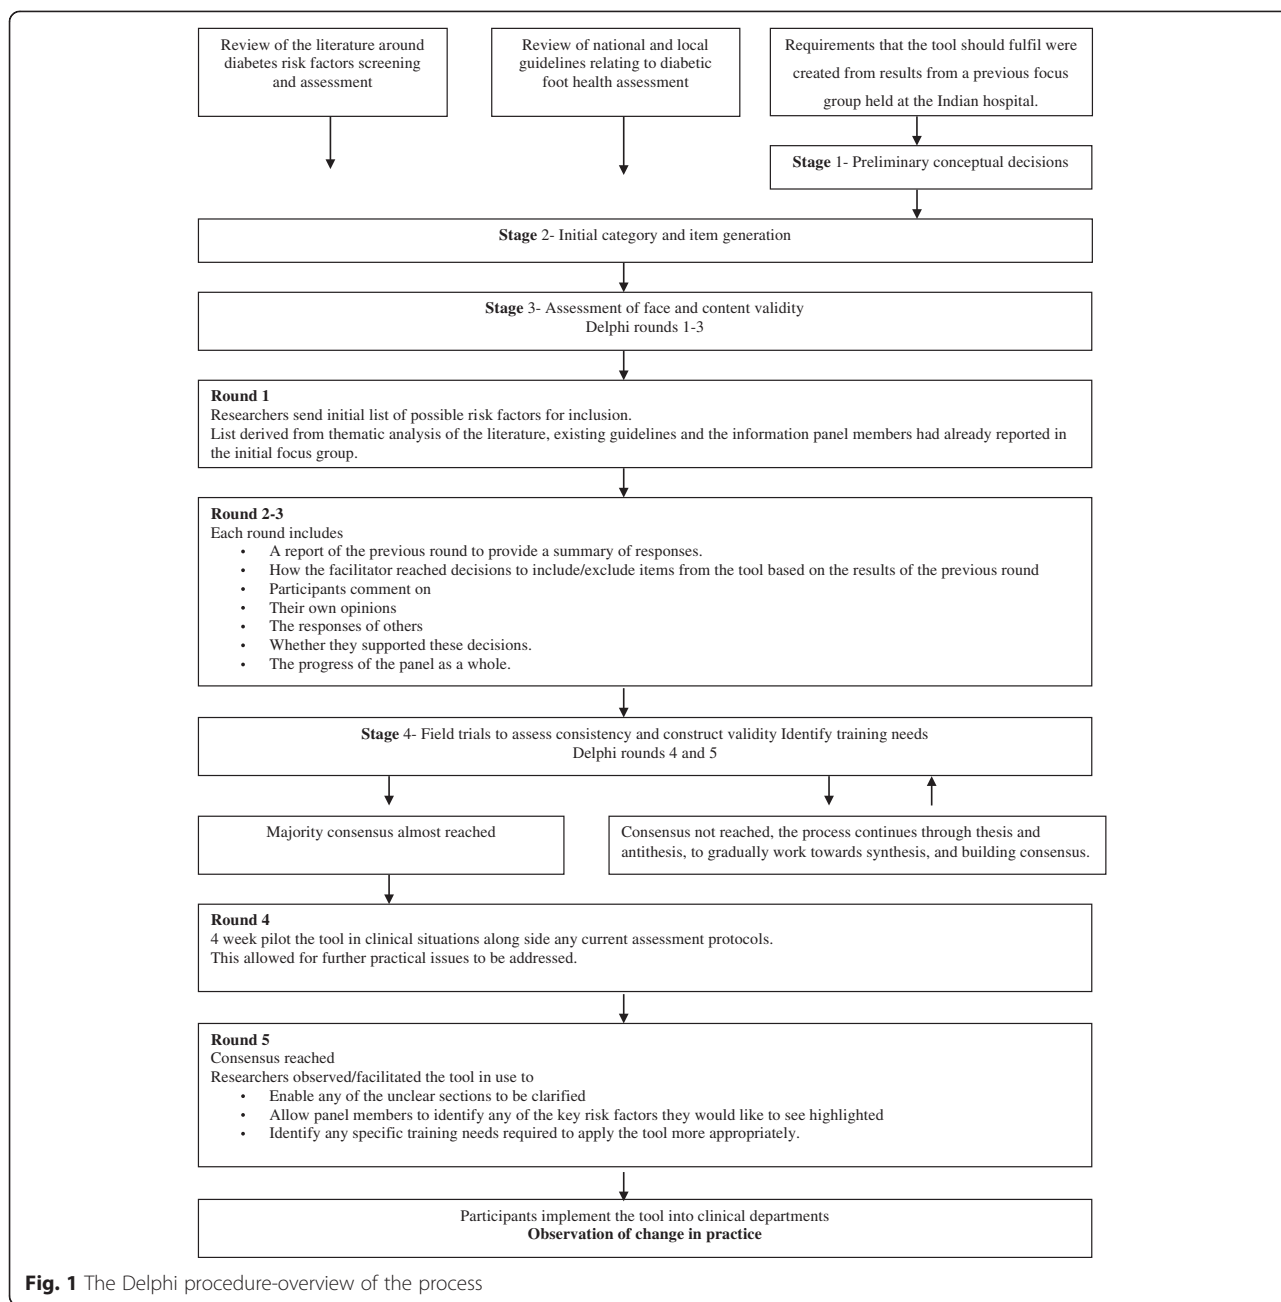 Review of the literature around
diabetes risk factors screening
and assessment
Review of national and local
guidelines relating to diabetic
foot health assessment
Requirements that the tool should fulfil were
created from results from a previous focus
group held at the Indian hospital.
Stage 1- Preliminary conceptual decisions
Stage 2- Initial category and item generation
Stage 3- Assessment of face and content validity
Delphi rounds 1-3
Round 1
Researchers send initial list of possible risk factors for inclusion.
List derived from thematic analysis of the literature, existing guidelines and the information panel members had already reported in
the initial focus group.
Round 2-3
Each round includes
• A report of the previous round to provide a summary of responses.
• How the facilitator reached decisions to include/exclude items from the tool based on the results of the previous round
• Participants comment on
• Their own opinions
• The responses of others
• Whether they supported these decisions.
• The progress of the panel as a whole.
Stage 4- Field trials to assess consistency and construct validity Identify training needs
Delphi rounds 4 and 5
Majority consensus almost reached
Consensus not reached, the process continues through thesis and
antithesis, to gradually work towards synthesis, and building consensus.
Round 4
4 week pilot the tool in clinical situations along side any current assessment protocols.
This allowed for further practical issues to be addressed.
Round 5
Consensus reached
Researchers observed/facilitated the tool in use to
• Enable any of the unclear sections to be clarified
• Allow panel members to identify any of the key risk factors they would like to see highlighted
• Identify any specific training needs required to apply the tool more appropriately.
Participants implement the tool into clinical departments
Observation of change in practice
Fig. 1 The Delphi procedure-overview of the process